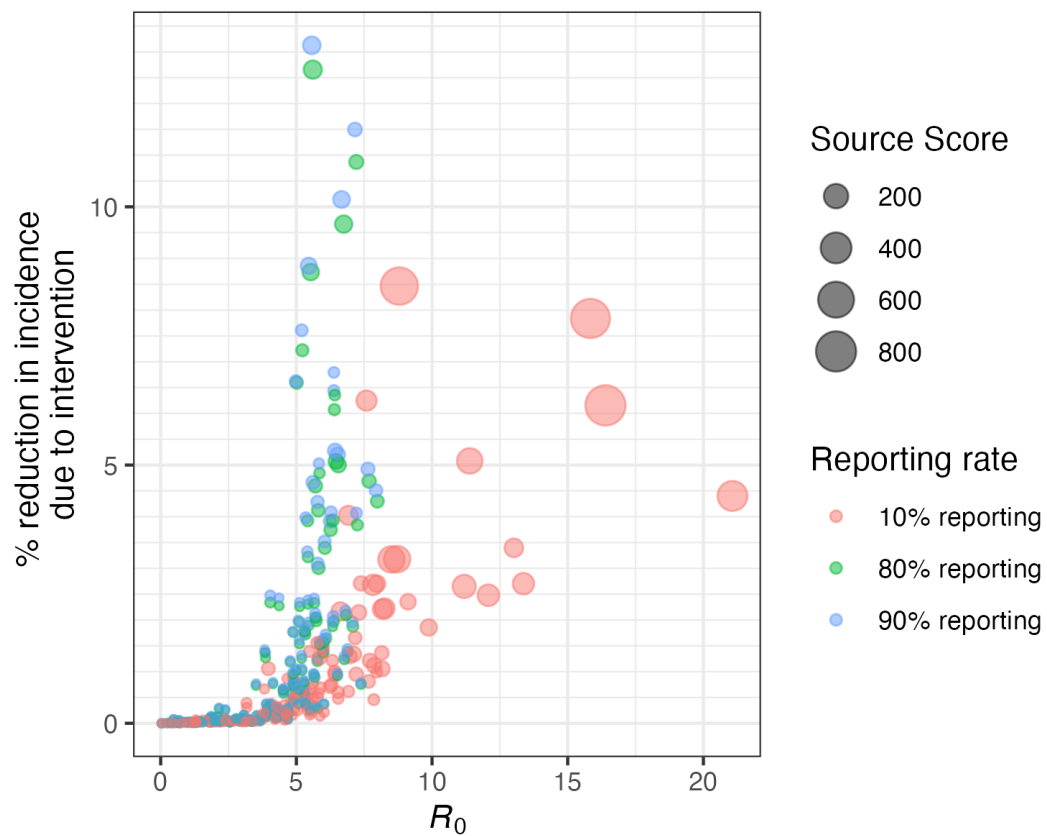 % reduction in incidence
due to intervention
10
5
0
0
5
10
15
20
R₀
Source Score
200
400
600
800
Reporting rate
10% reporting
80% reporting
90% reporting